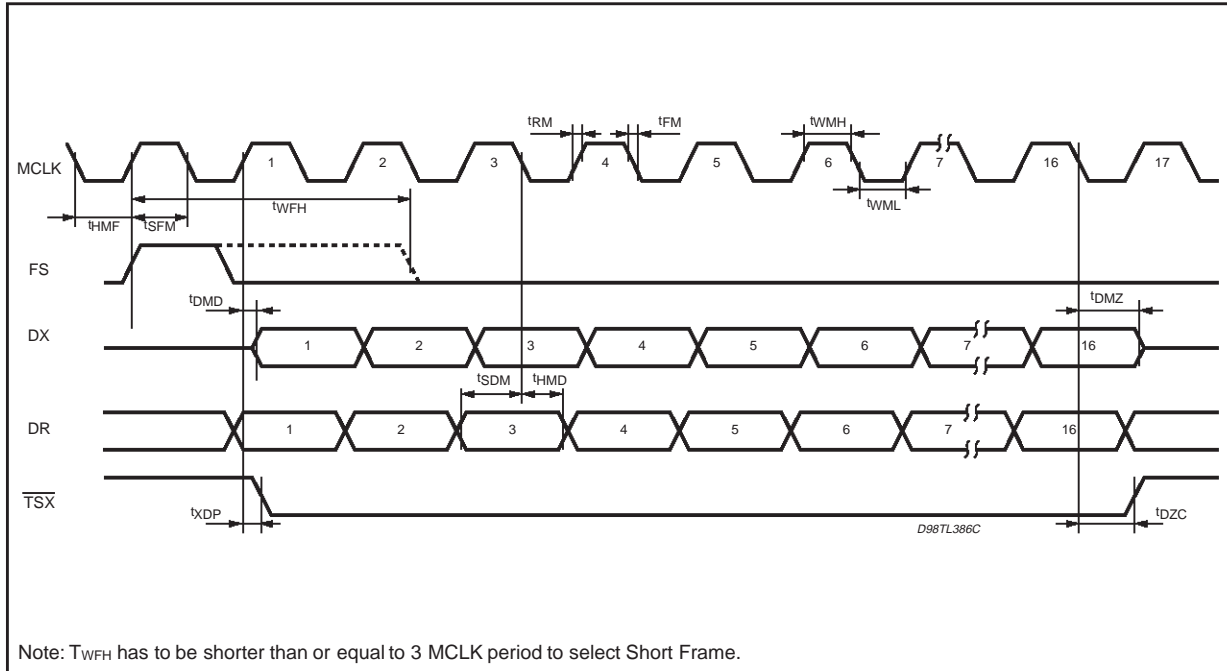 tRM
tFM
tWMH
MCLK
1
2
3
4
5
6
7
16
17
tWFH
tWML
tHMF
tSFM
FS
tDMD
tDMZ
DX
1
2
3
4
5
6
7
16
tSDM
tHMD
DR
1
2
3
4
5
6
7
16
TSX
tXDP
D98TL386C
tDZC
Note: TWFH has to be shorter than or equal to 3 MCLK period to select Short Frame.